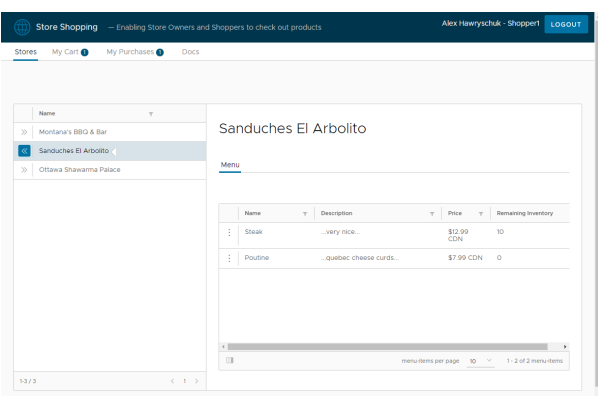 Store Shopping — Enabling Store Owners and Shoppers to check out products
Alex Hawryschuk - Shopper1 LOGOUT
Stores My Cart 1 My Purchases 1 Docs
Name
Montana's BBQ & Bar
Sanduches El Arbolito
Ottawa Shawarma Palace
1-3 / 3
1
Sanduches El Arbolito
Menu
Name Description Price Remaining Inventory
Steak ...very nice... $12.99 CDN 10
Poutine ...quebec cheese curds... $7.99 CDN 0
menu-items per page 10 1 - 2 of 2 menu-items